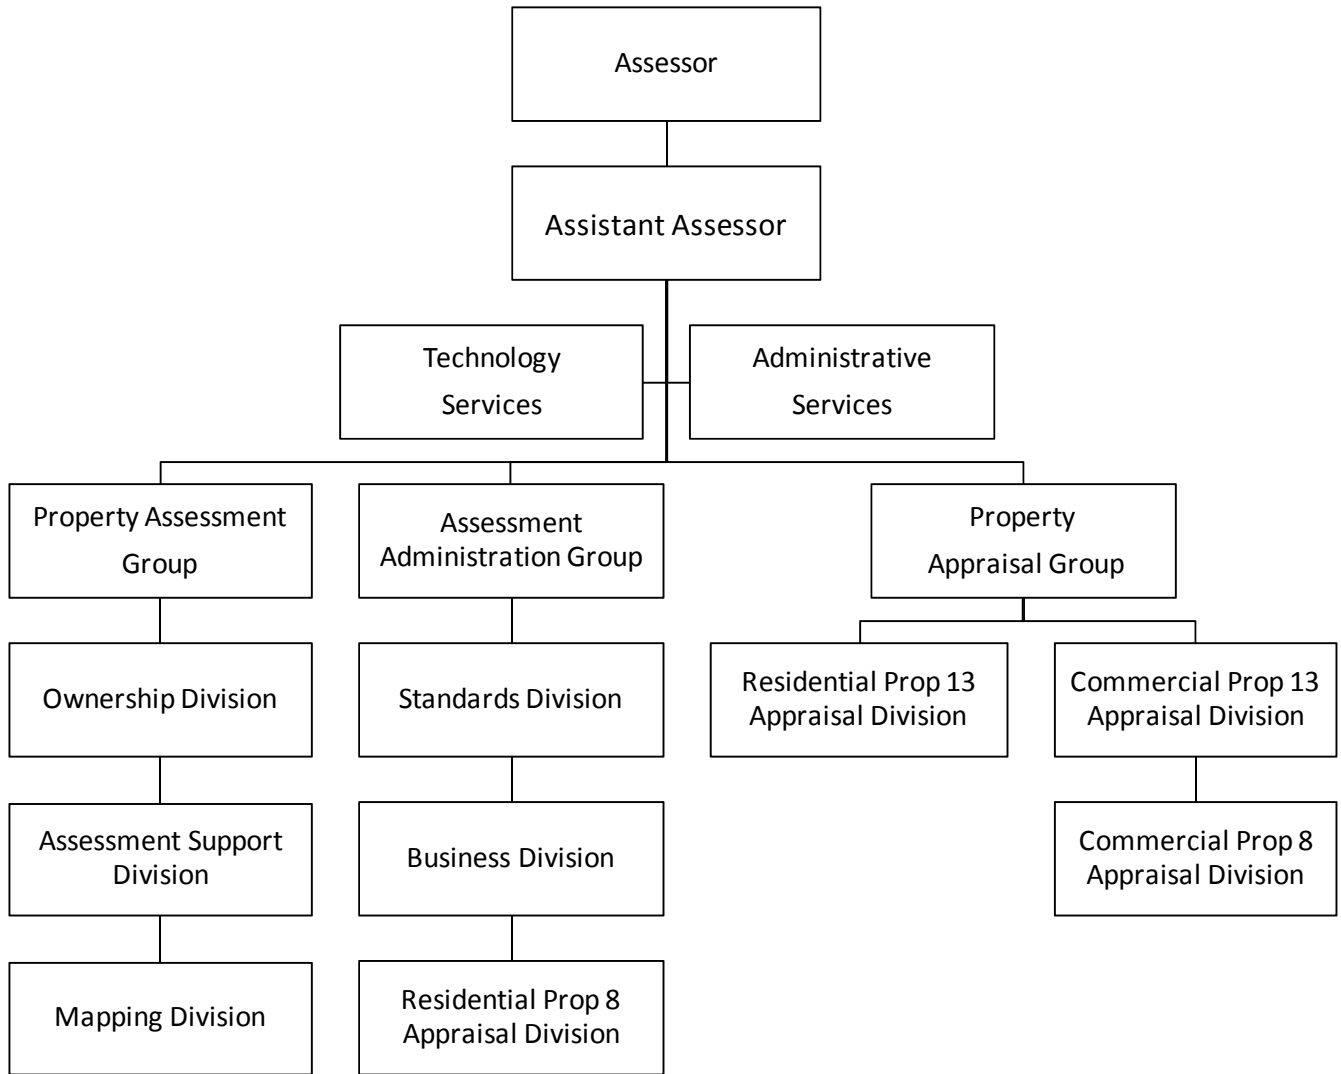 Assessor
Assistant Assessor
Technology
Services
Administrative
Services
Property Assessment
Group
Assessment
Administration Group
Property
Appraisal Group
Ownership Division
Standards Division
Residential Prop 13
Appraisal Division
Commercial Prop 13
Appraisal Division
Assessment Support
Division
Business Division
Commercial Prop 8
Appraisal Division
Mapping Division
Residential Prop 8
Appraisal Division